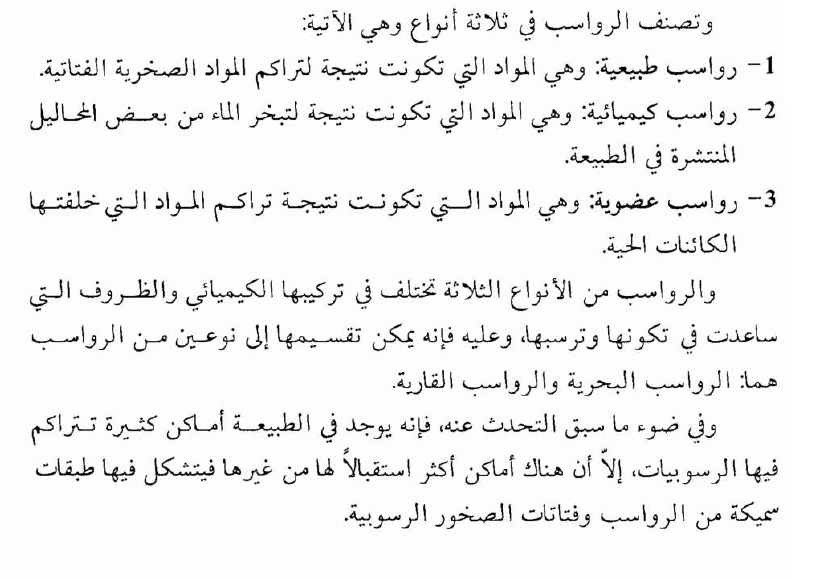 وتصنف الرواسب في ثلاثة أنواع وهي الآتية:
1- رواسب طبيعية: وهي المواد التي تكونت نتيجة لتراكم المواد الصخرية الفتاتية.
2- رواسب كيميائية: وهي المواد التي تكونت نتيجة لتبخر الماء من بعض المحاليل
المنتشرة في الطبيعة.
3- رواسب عضوية: وهي المواد التي تكونت نتيجة تراكم المواد التي خلفتها
الكائنات الحية.
والرواسب من الأنواع الثلاثة تختلف في تركيبها الكيميائي والظروف التي
ساعدت في تكونها وترسبها، وعليه فإنه يمكن تقسيمها إلى نوعين من الرواسب
هما: الرواسب البحرية والرواسب القارية.
وفي ضوء ما سبق التحدث عنه، فإنه يوجد في الطبيعة أماكن كثيرة تتراكم
فيها الرسوبيات، إلاّ أن هناك أماكن أكثر استقبالاً لها من غيرها فيتشكل فيها طبقات
سميكة من الرواسب وفتاتات الصخور الرسوبية.